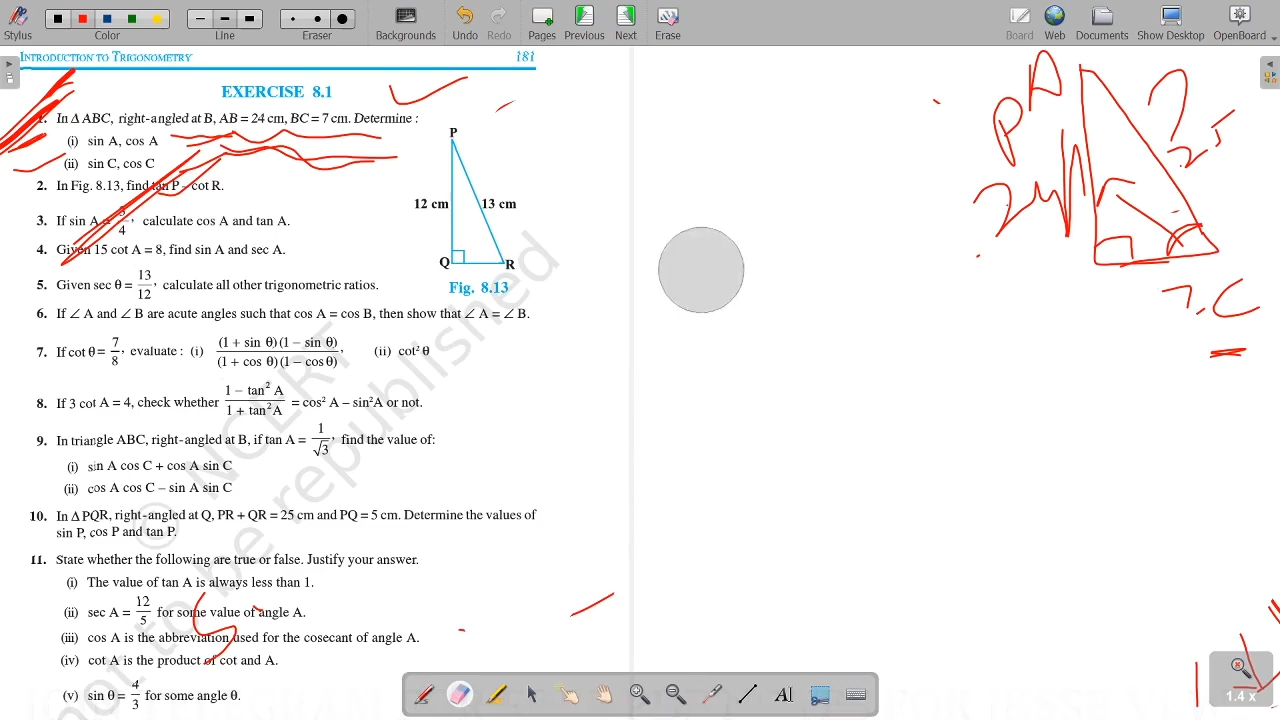 Stylus Color Line Eraser Backgrounds Undo Redo Pages Previous Next Erase Board Web Documents Show Desktop OpenBoard
INTRODUCTION TO TRIGONOMETRY 181
EXERCISE 8.1
1. In Δ ABC, right-angled at B, AB = 24 cm, BC = 7 cm. Determine :
(i) sin A, cos A
(ii) sin C, cos C
2. In Fig. 8.13, find tan P – cot R.
3. If sin A = 3/4, calculate cos A and tan A.
4. Given 15 cot A = 8, find sin A and sec A.
5. Given sec θ = 13/12, calculate all other trigonometric ratios.
P
12 cm 13 cm
Q R
Fig. 8.13
6. If ∠ A and ∠ B are acute angles such that cos A = cos B, then show that ∠ A = ∠ B.
7. If cot θ = 7/8, evaluate : (i) (1 + sin θ)(1 – sin θ)/(1 + cos θ)(1 – cos θ), (ii) cot² θ
8. If 3 cot A = 4, check whether (1 – tan² A)/(1 + tan² A) = cos² A – sin² A or not.
9. In triangle ABC, right-angled at B, if tan A = 1/√3, find the value of:
(i) sin A cos C + cos A sin C
(ii) cos A cos C – sin A sin C
10. In Δ PQR, right-angled at Q, PR + QR = 25 cm and PQ = 5 cm. Determine the values of
sin P, cos P and tan P.
11. State whether the following are true or false. Justify your answer.
(i) The value of tan A is always less than 1.
(ii) sec A = 12/5 for some value of angle A.
(iii) cos A is the abbreviation used for the cosecant of angle A.
(iv) cot A is the product of cot and A.
(v) sin θ = 4/3 for some angle θ.
© NCERT
not to be republished
P A
24
25
7, C
1.4 x